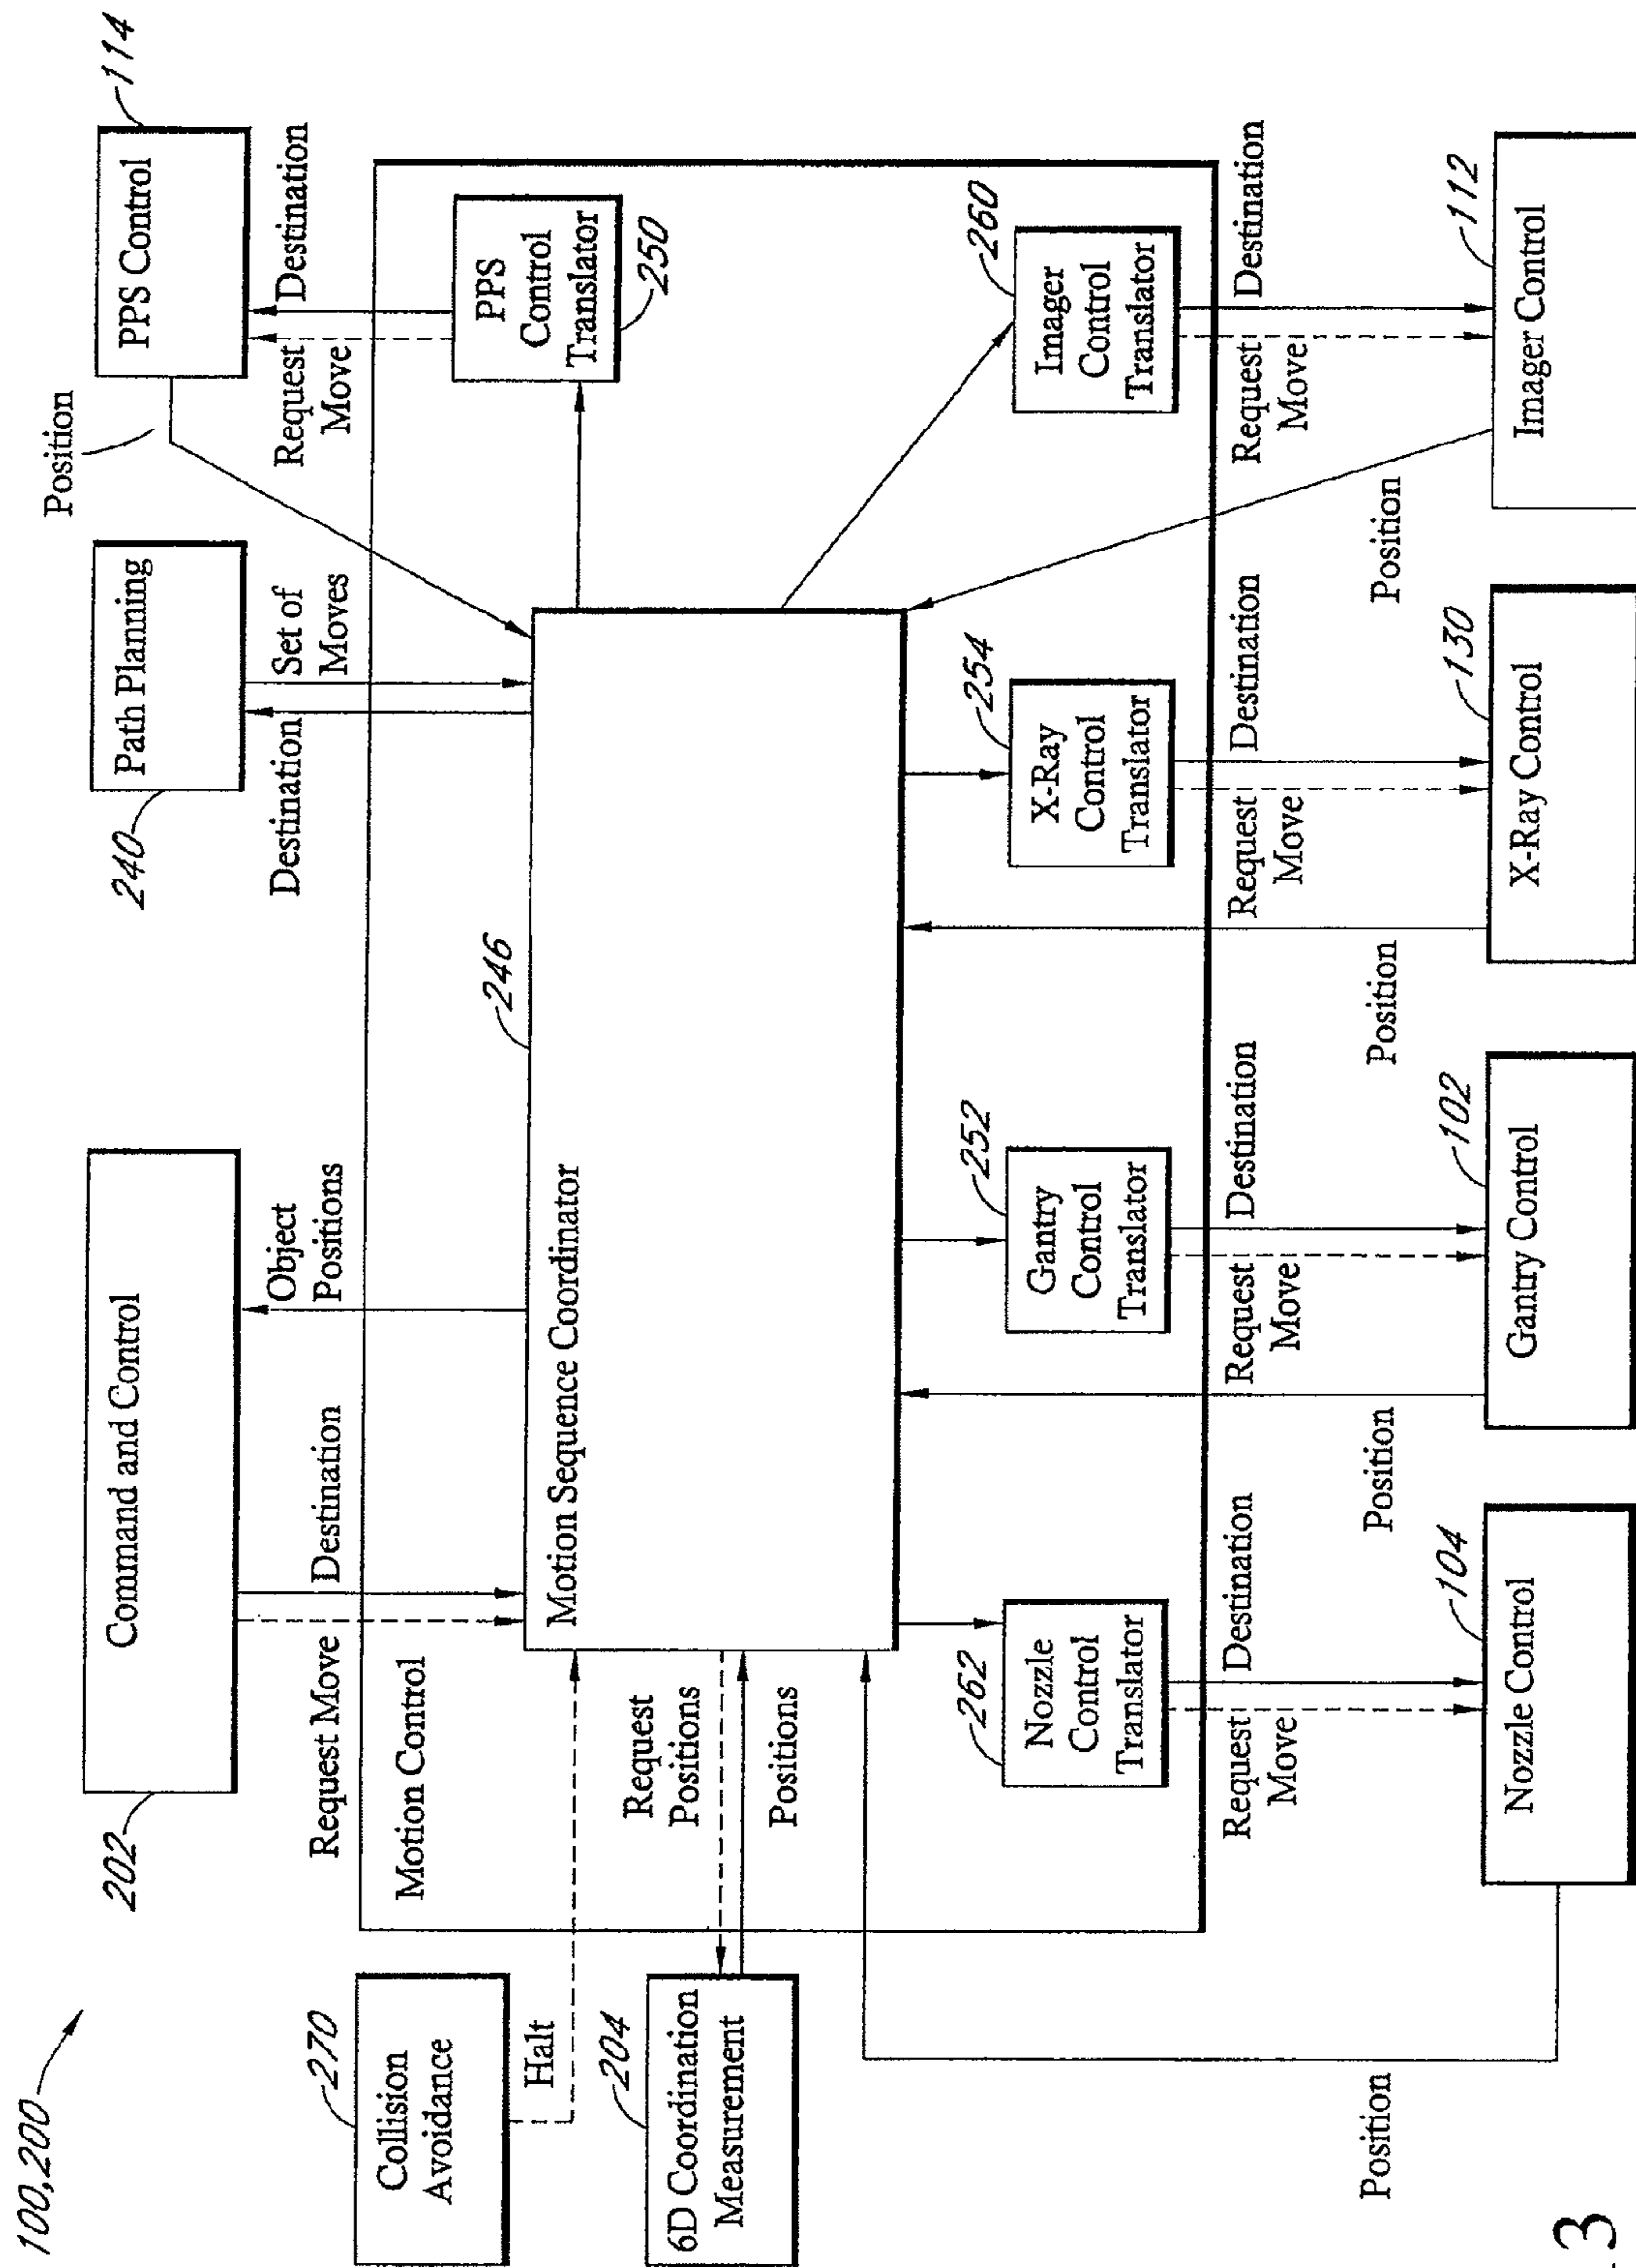 100,200
202
Command and Control
240
Path Planning
Position
PPS Control
114
Request Move
Destination
Object
Positions
Destination
Set of
Moves
Request
Move
Destination
270
Collision
Avoidance
Halt
Motion Control
246
Motion Sequence Coordinator
PPS
Control
Translator
250
204
6D Coordination
Measurement
Request
Positions
Positions
262
Nozzle
Control
Translator
252
Gantry
Control
Translator
254
X-Ray
Control
Translator
260
Imager
Control
Translator
Request
Move
Destination
Request
Move
Destination
Request
Move
Destination
Request
Move
Destination
Position
Position
Position
Position
104
Nozzle Control
102
Gantry Control
130
X-Ray Control
112
Imager Control
3